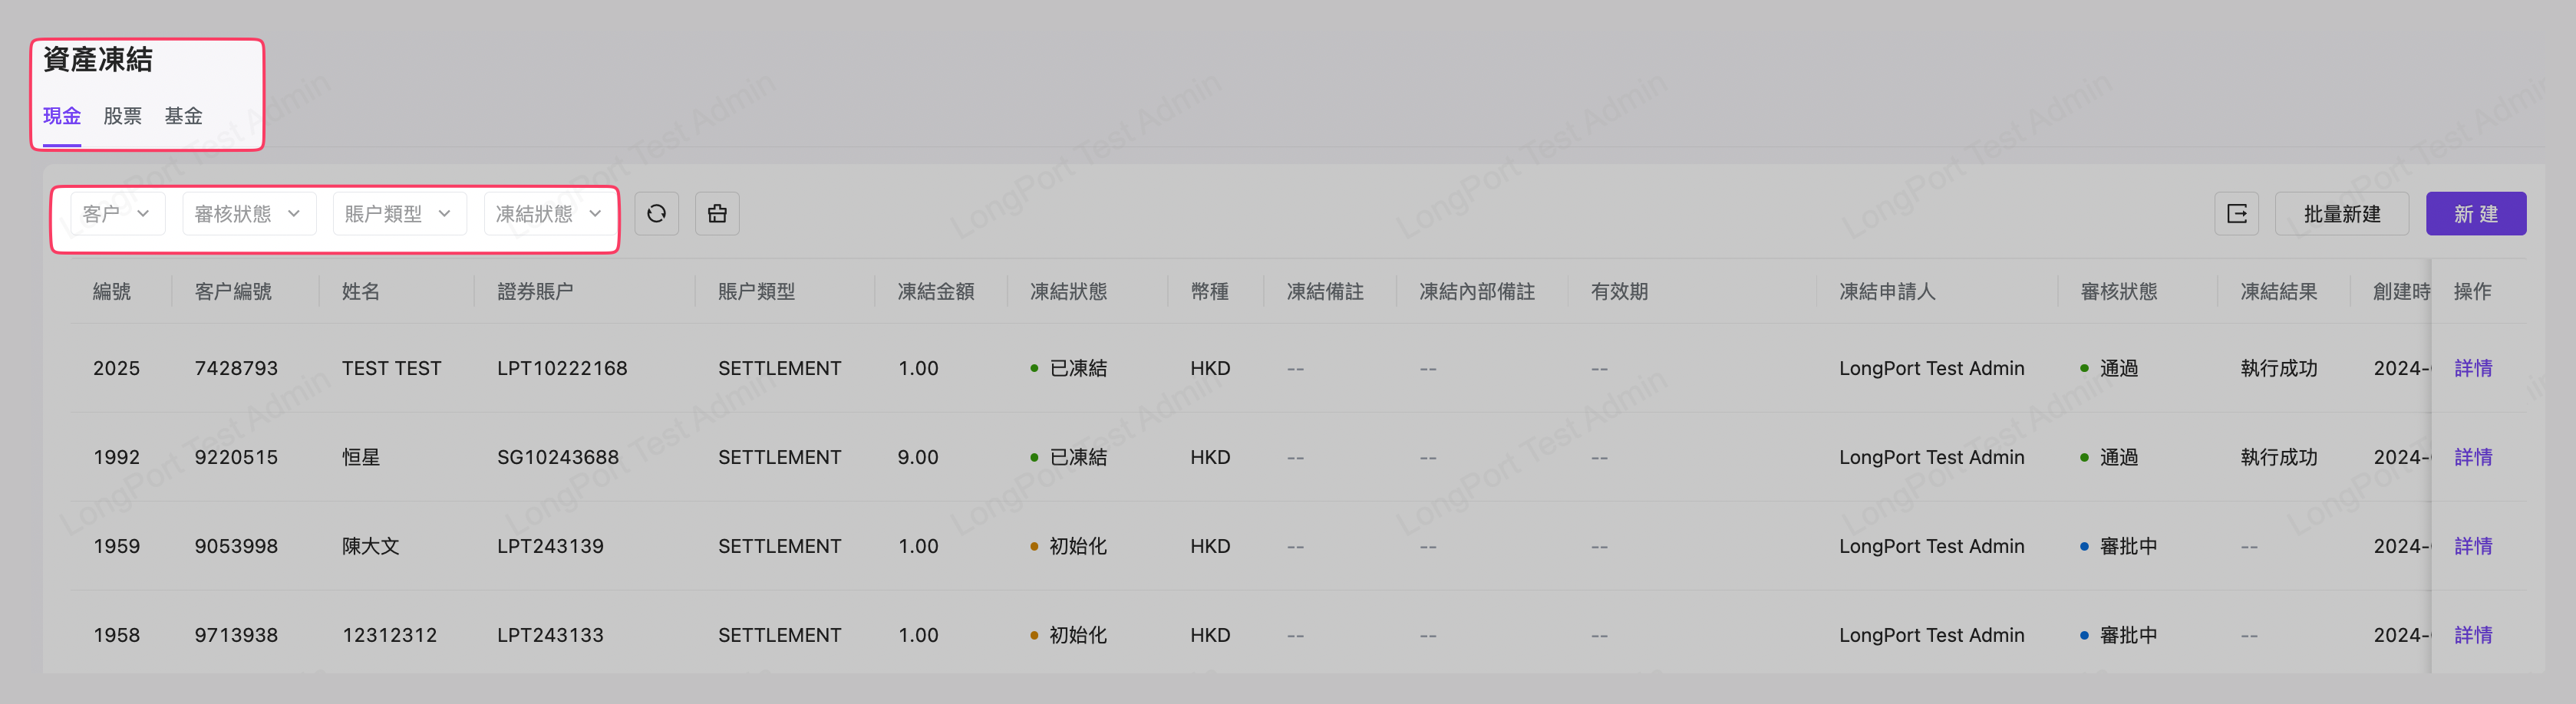 資產凍結
現金 股票 基金
客户 審核狀態 賬户類型 凍結狀態 批量新建 新 建
編號 客户編號 姓名 證券賬户 賬户類型 凍結金額 凍結狀態 幣種 凍結備註 凍結內部備註 有效期 凍結申請人 審核狀態 凍結結果 創建時 操作
2025 7428793 TEST TEST LPT10222168 SETTLEMENT 1.00 已凍結 HKD -- -- -- LongPort Test Admin 通過 執行成功 2024- 詳情
1992 9220515 恒星 SG10243688 SETTLEMENT 9.00 已凍結 HKD -- -- -- LongPort Test Admin 通過 執行成功 2024- 詳情
1959 9053998 陳大文 LPT243139 SETTLEMENT 1.00 初始化 HKD -- -- -- LongPort Test Admin 審批中 -- 2024- 詳情
1958 9713938 12312312 LPT243133 SETTLEMENT 1.00 初始化 HKD -- -- -- LongPort Test Admin 審批中 -- 2024- 詳情